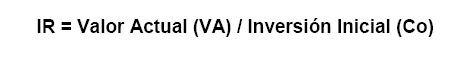 IR = Valor Actual (VA) / Inversión Inicial (Co)